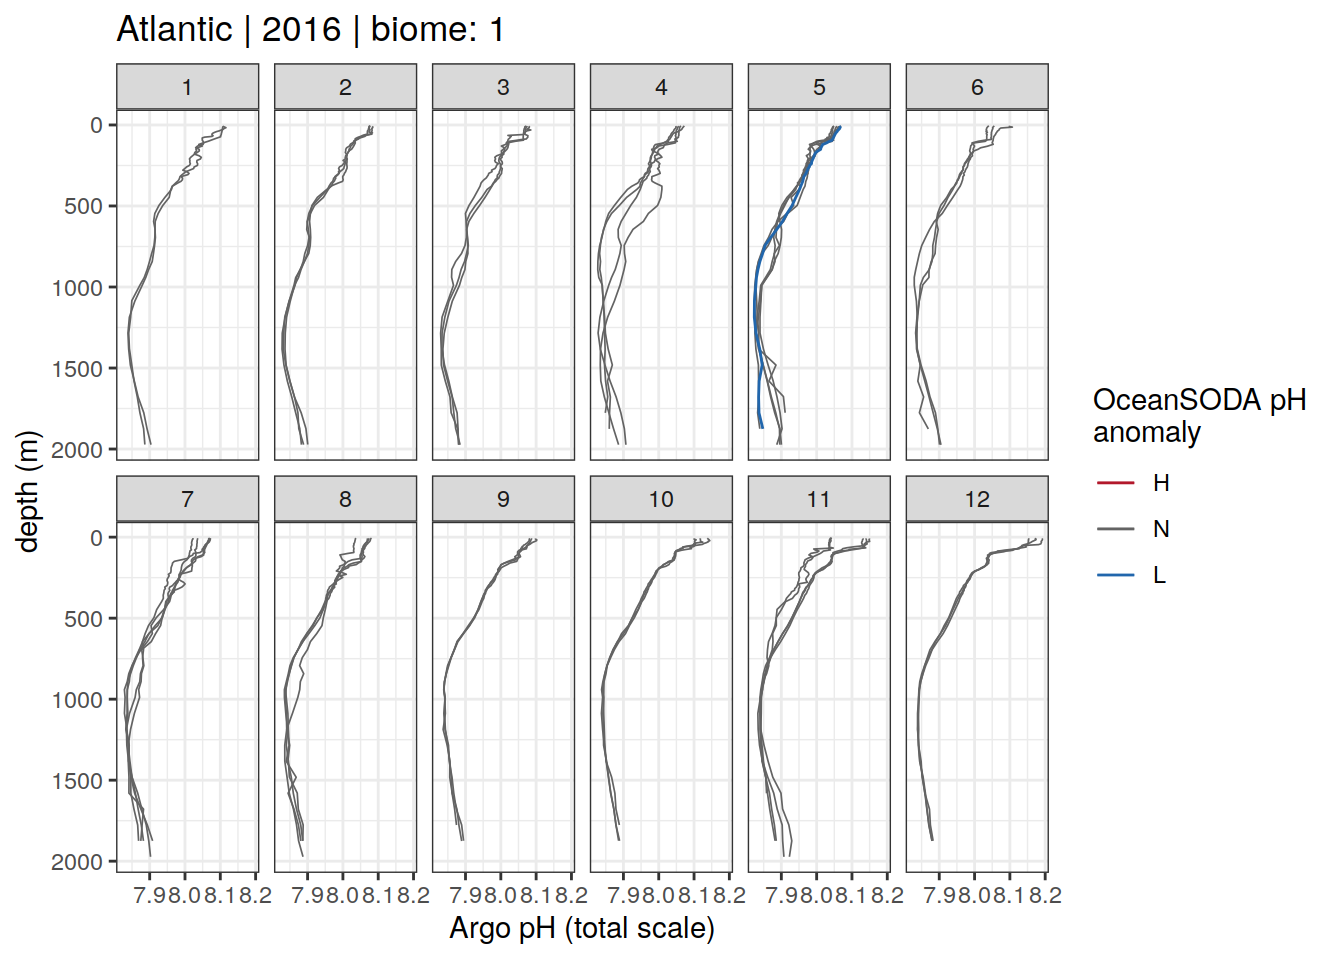 Atlantic | 2016 | biome: 1
1 2 3 4 5 6
0
500
1000
1500
2000
7 8 9 10 11 12
0
500
1000
1500
2000
7.98.08.18.2 7.98.08.18.2 7.98.08.18.2 7.98.08.18.2 7.98.08.18.2 7.98.08.18.2
Argo pH (total scale)
depth (m)
OceanSODA pH
anomaly
H
N
L